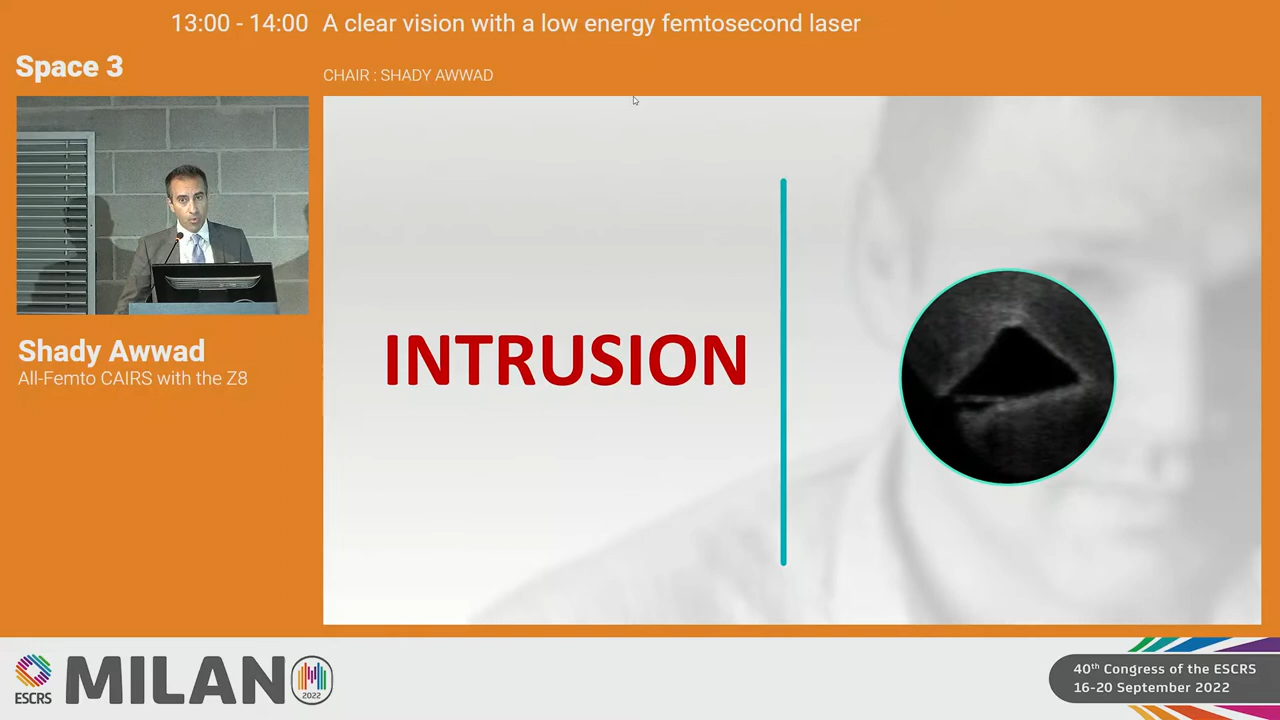 13:00 - 14:00 A clear vision with a low energy femtosecond laser
Space 3
CHAIR : SHADY AWWAD
INTRUSION
Shady Awwad
All-Femto CAIRS with the Z8
ESCRS
MILANO
2022
40th Congress of the ESCRS
16-20 September 2022